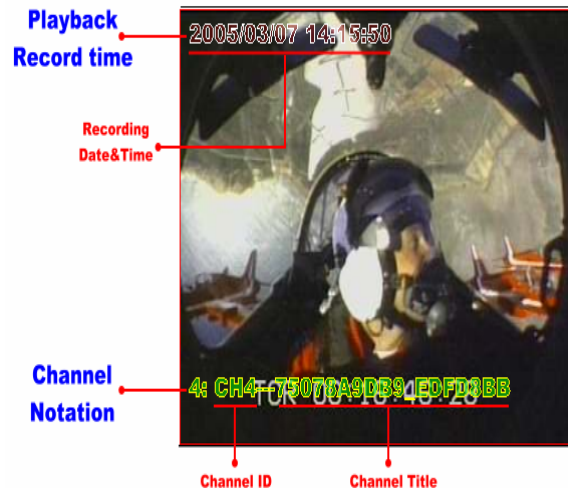 Playback
Record time
2005/03/07 14:15:50
Recording
Date&Time
Channel
Notation
4: CH4--75078A9DB9_EDFD8BB
Channel ID
Channel Title